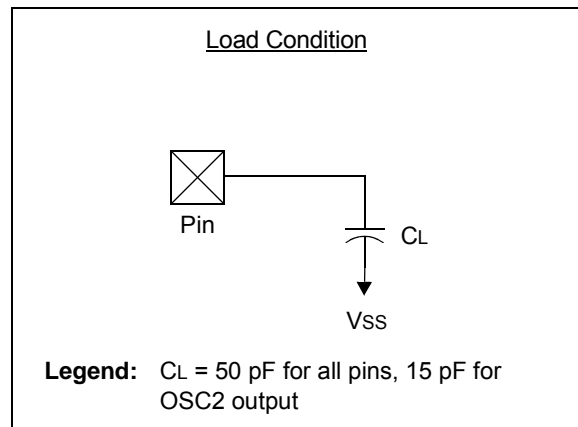 Load Condition
Pin
CL
VSS
Legend: CL = 50 pF for all pins, 15 pF for
OSC2 output